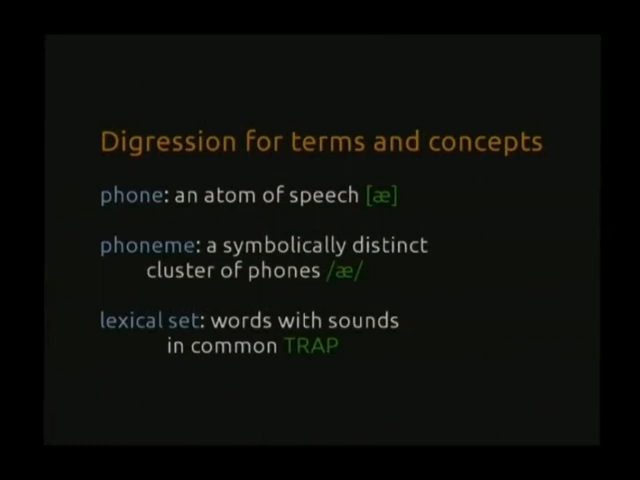 Digression for terms and concepts
phone: an atom of speech [æ]
phoneme: a symbolically distinct
cluster of phones /æ/
lexical set: words with sounds
in common TRAP